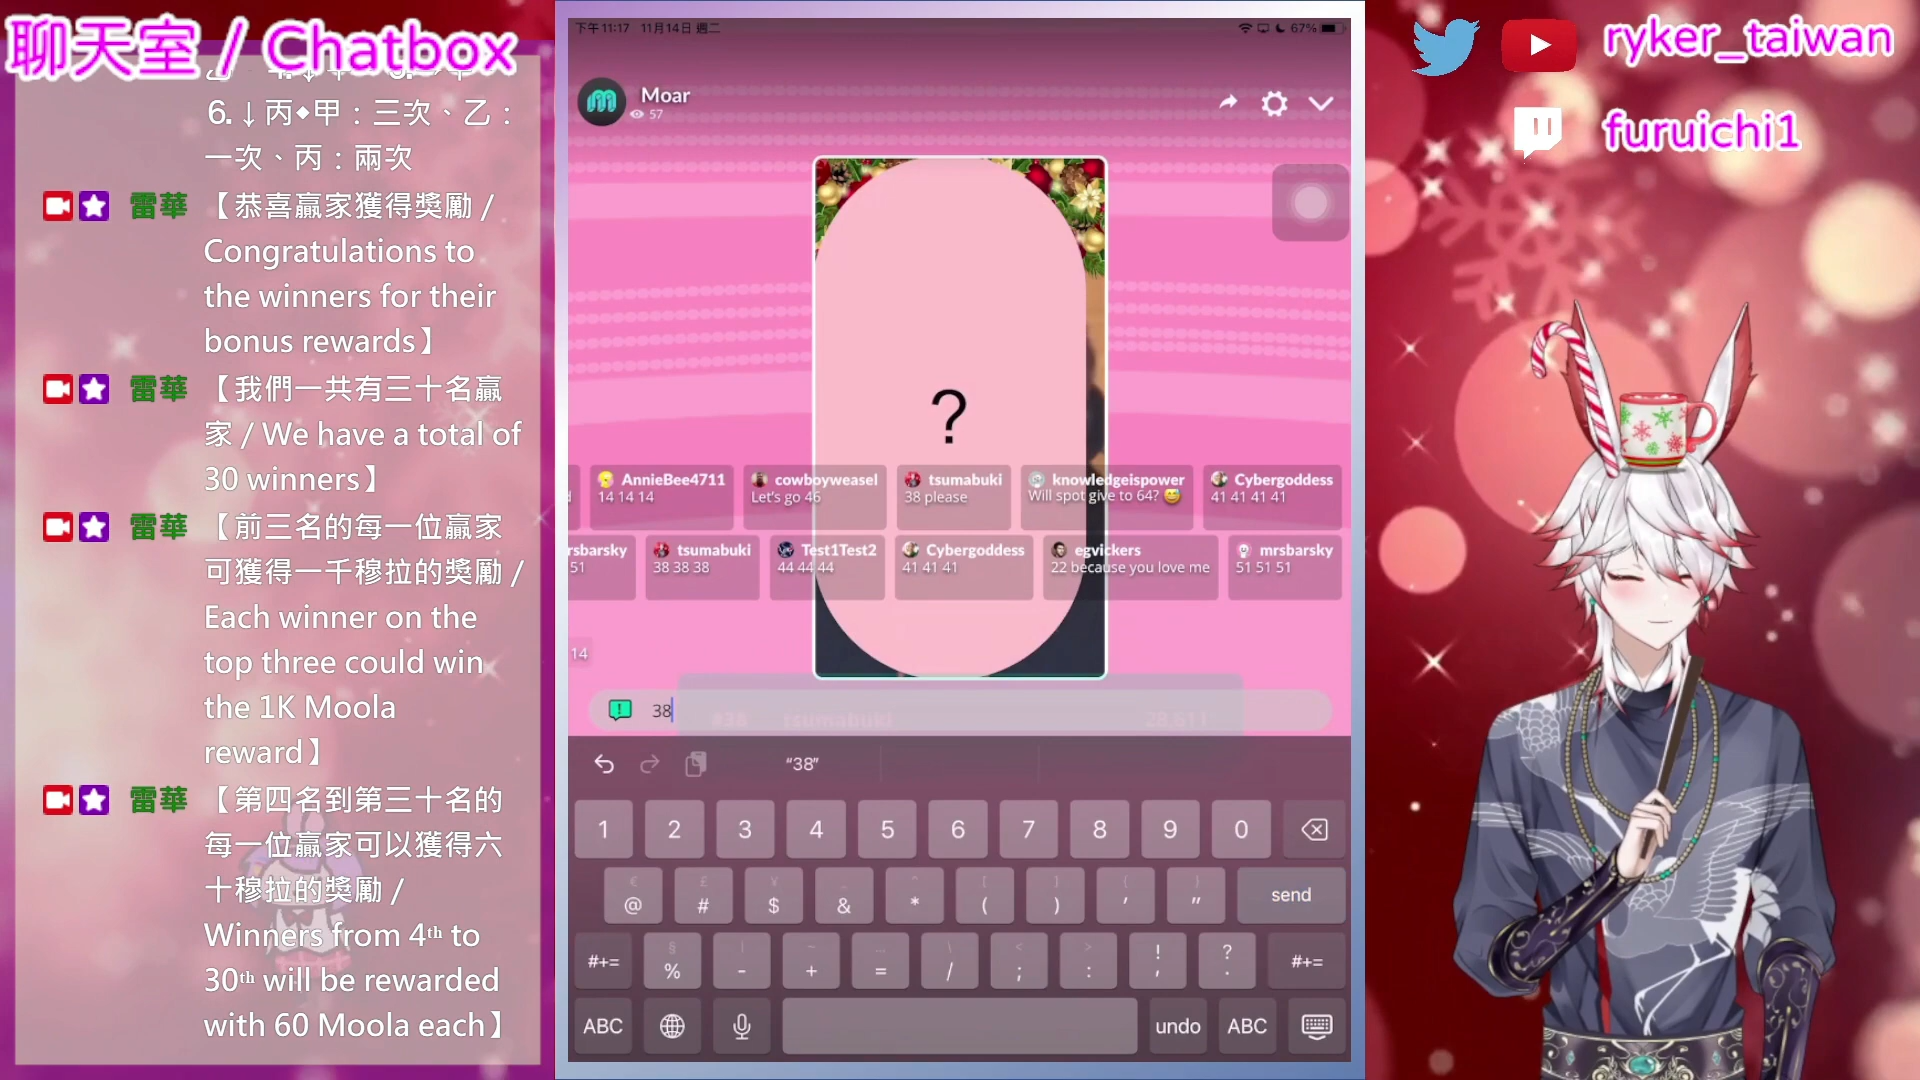 聊天室 / Chatbox
6.↓丙◆甲：三次、乙：
一次、丙：兩次
雷華 【恭喜贏家獲得獎勵 /
Congratulations to
the winners for their
bonus rewards】
雷華 【我們一共有三十名贏
家 / We have a total of
30 winners】
雷華 【前三名的每一位贏家
可獲得一千穆拉的獎勵 /
Each winner on the
top three could win
the 1K Moola
reward】
雷華 【第四名到第三十名的
每一位贏家可以獲得六
十穆拉的獎勵 /
Winners from 4th to
30th will be rewarded
with 60 Moola each】
下午11:17 11月14日 週二
67%
Moar
57
?
AnnieBee4711 cowboyweasel tsumabuki knowledgeispower Cybergoddess
14 14 14 Let's go 46 38 please Will spot give to 64? 😅 41 41 41 41
rsbarsky tsumabuki Test1Test2 Cybergoddess egvickers mrsbarsky
51 38 38 38 44 44 44 41 41 41 22 because you love me 51 51 51
14
38
#38 tsumabuki 28,611
“38”
1 2 3 4 5 6 7 8 9 0
@ # $ & * ( ) ' "
send
#+= % - + = / ; : ! , ? . #+=
ABC undo ABC
ryker_taiwan
furuichi1